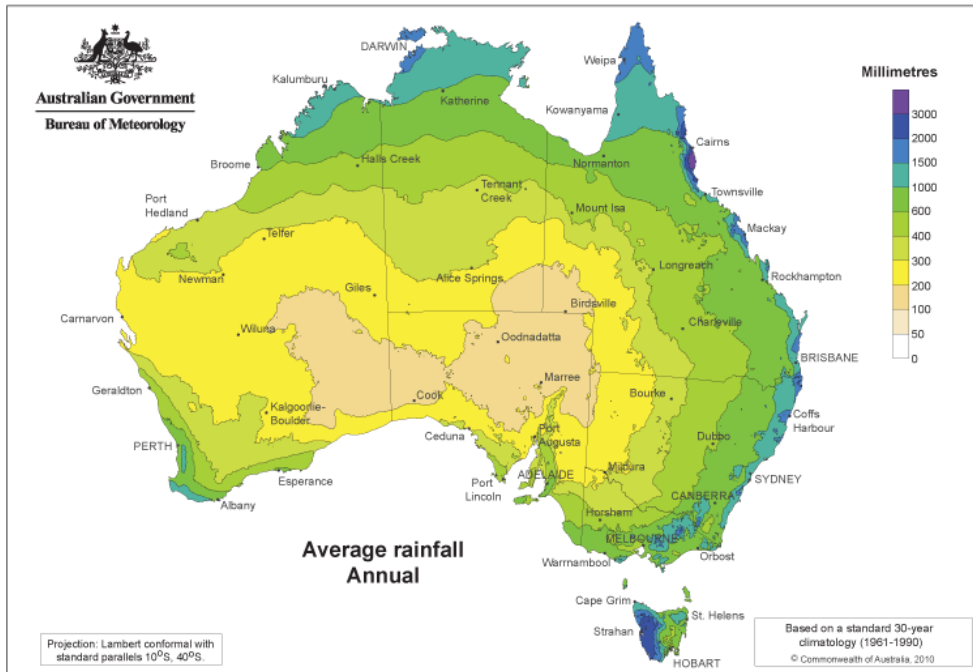 Australian Government
Bureau of Meteorology
DARWIN
Kalumburu
Katherine
Weipa
Kowanyama
Cairns
Broome
Halls Creek
Normanton
Townsville
Port
Hedland
Telfer
Tennant
Creek
Mount Isa
Mackay
Newman
Alice Springs
Longreach
Rockhampton
Giles
Birdsville
Carnarvon
Wiluna
Oodnadatta
Charleville
BRISBANE
Geraldton
Marree
Kalgoorlie-
Boulder
Cook
Bourke
Coffs
Harbour
PERTH
Ceduna
Port
Augusta
Dubbo
Esperance
Port
Lincoln
ADELAIDE
Mildura
SYDNEY
Albany
CANBERRA
Horsham
MELBOURNE
Orbost
Warrnambool
Cape Grim
St. Helens
Strahan
HOBART
Millimetres
3000
2000
1500
1000
600
400
300
200
100
50
0
Average rainfall
Annual
Projection: Lambert conformal with
standard parallels 10°S, 40°S.
Based on a standard 30-year
climatology (1961-1990)
© Commonwealth of Australia, 2010